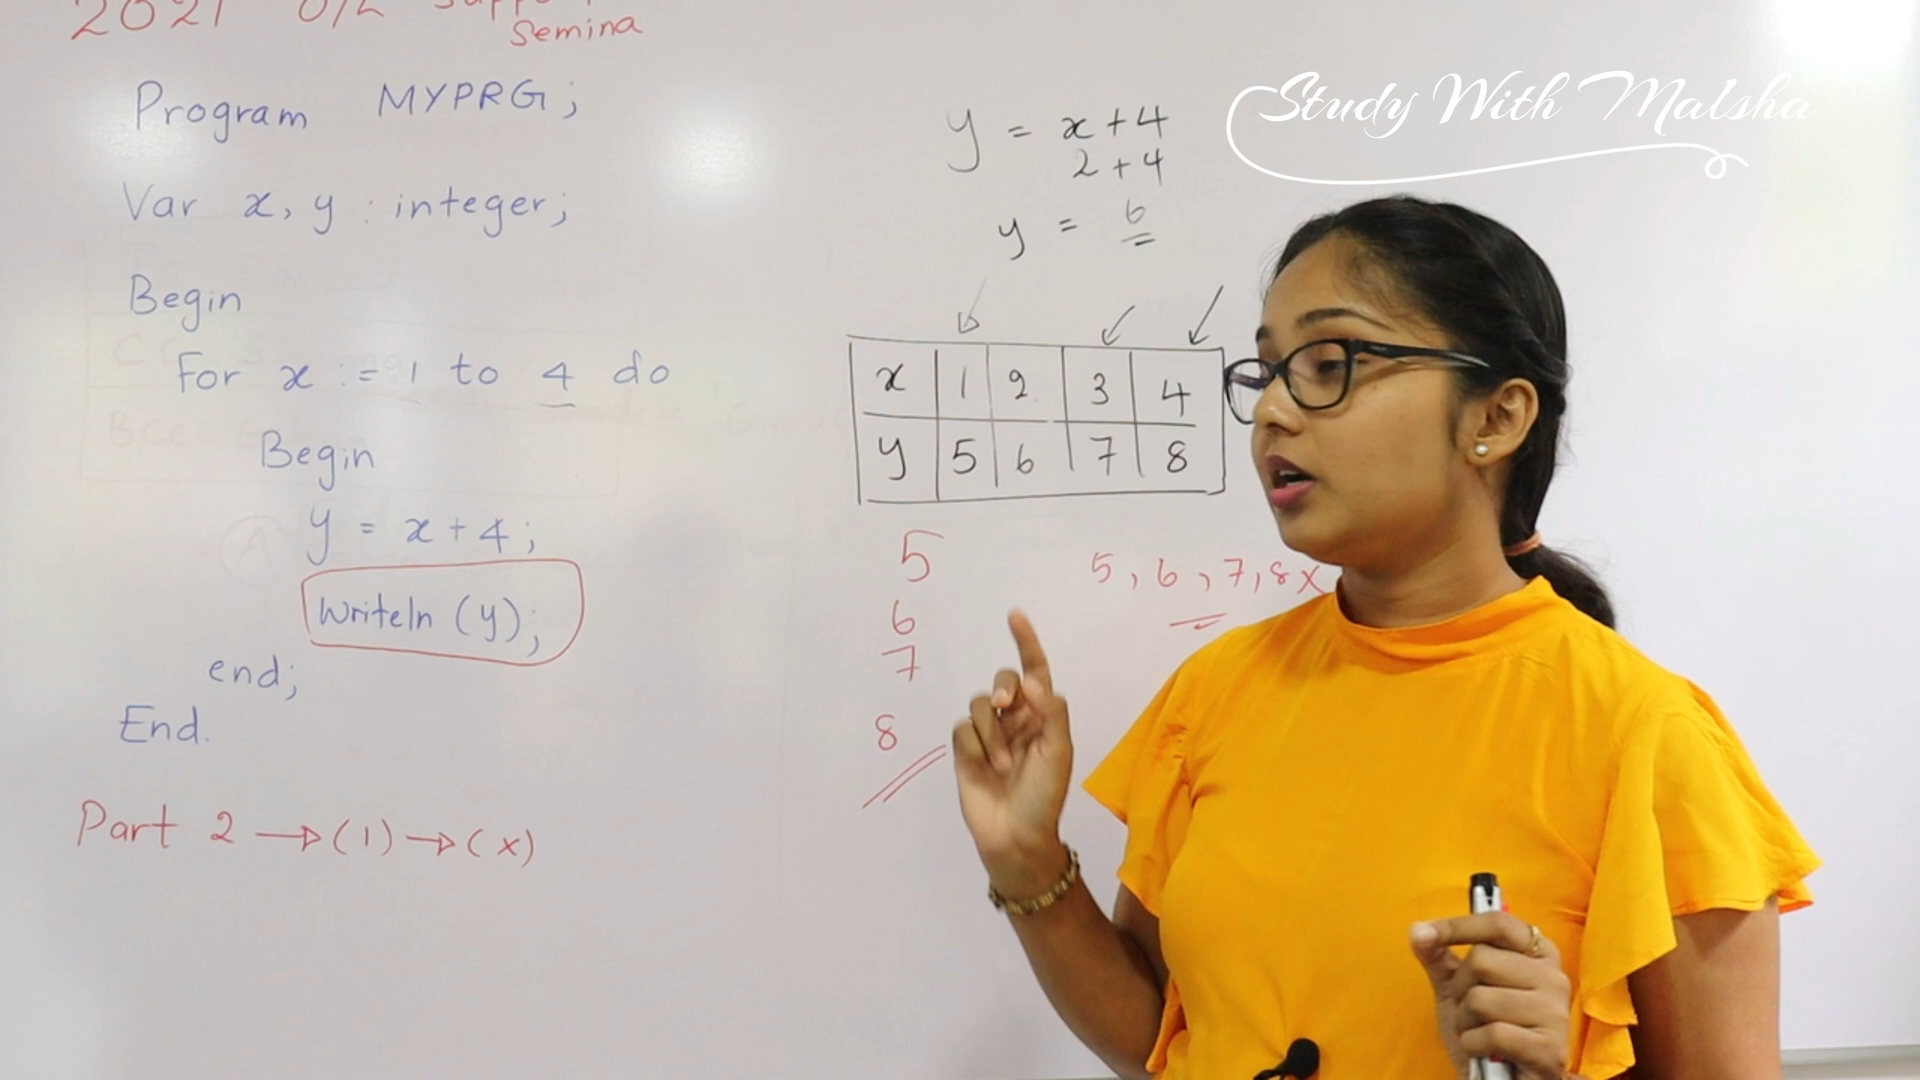 2021 O/L
Semina
Program MYPRG;
Var x, y : integer;
Begin
For x := 1 to 4 do
Begin
y = x + 4;
Writeln (y);
end;
End.
Part 2 → (1) → (x)
y = x + 4
2 + 4
y = 6
x 1 2 3 4
y 5 6 7 8
5
6
7
8
5, 6, 7, 8 x
Study With Malsha